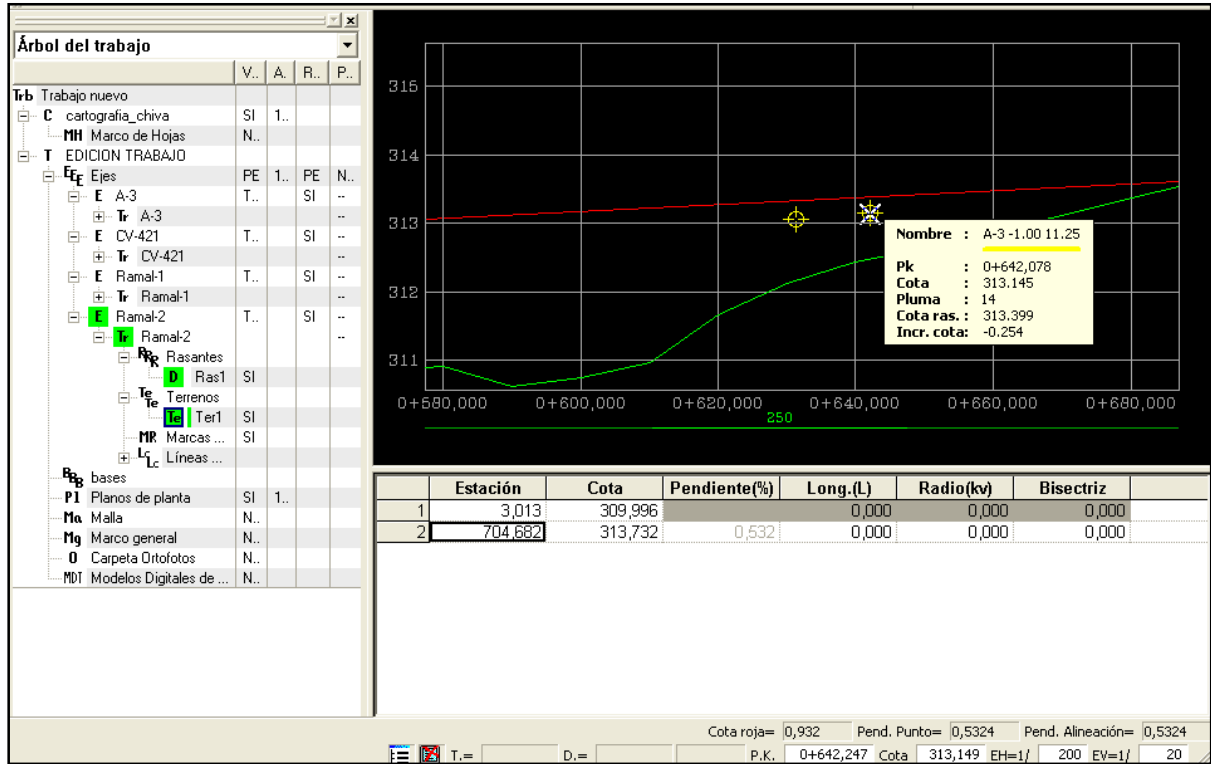 Árbol del trabajo
V.. A. R.. P..
Trb Trabajo nuevo
C cartografia_chiva SI 1..
MH Marco de Hojas N..
T EDICION TRABAJO
EEE Ejes PE 1.. PE N..
E A-3 T.. SI --
Tr A-3 --
E CV-421 T.. SI --
Tr CV-421 --
E Ramal-1 T.. SI --
Tr Ramal-1 --
E Ramal-2 T.. SI --
Tr Ramal-2 --
RRR Rasantes
D Ras1 SI
Te Te Terrenos
Te Ter1 SI
MR Marcas ... SI
Lc Lc Líneas ...
BBB bases
Pl Planos de planta SI 1..
Ma Malla N..
Mg Marco general N..
O Carpeta Ortofotos N..
MDT Modelos Digitales de ... N..
315
314
313
312
311
0+580,000 0+600,000 0+620,000 0+640,000 0+660,000 0+680,000
250
Nombre : A-3 -1.00 11.25
Pk : 0+642,078
Cota : 313.145
Pluma : 14
Cota ras. : 313.399
Incr. cota: -0.254
Estación Cota Pendiente(%) Long.(L) Radio(kv) Bisectriz
1 3,013 309,996 0,000 0,000 0,000
2 704,682 313,732 0,532 0,000 0,000 0,000
Cota roja= 0,932 Pend. Punto= 0,5324 Pend. Alineación= 0,5324
T.= D.= P.K. 0+642,247 Cota 313,149 EH=1/ 200 EV=1/ 20